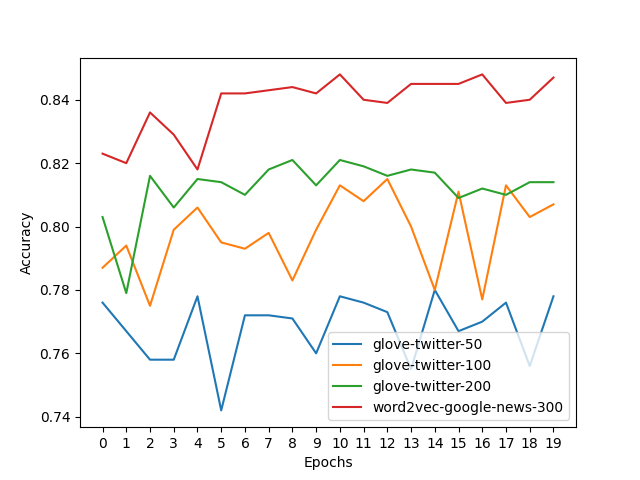 0.84
0.82
0.80
0.78
0.76
0.74
Accuracy
glove-twitter-50
glove-twitter-100
glove-twitter-200
word2vec-google-news-300
0 1 2 3 4 5 6 7 8 9 10 11 12 13 14 15 16 17 18 19
Epochs